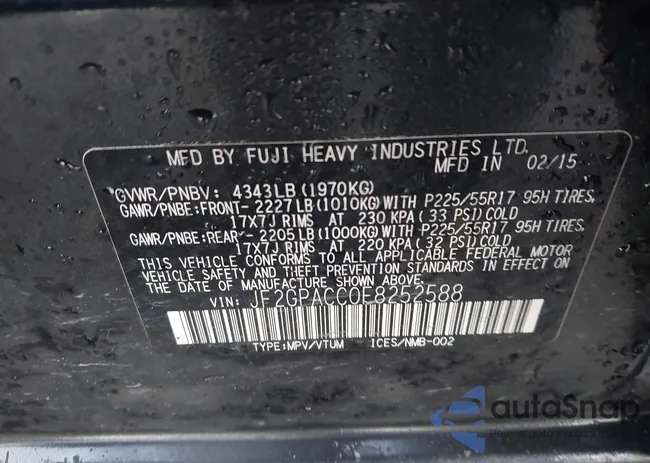 MFD BY FUJI HEAVY INDUSTRIES LTD.
MFD IN 02/15
GVWR/PNBV: 4343LB (1970KG)
GAWR/PNBE:FRONT- 2227LB (1010KG) WITH P225/55R17 95H TIRES,
17X7J RIMS AT 230 KPA (33 PSI) COLD
GAWR/PNBE:REAR - 2205LB (1000KG) WITH P225/55R17 95H TIRES,
17X7J RIMS AT 220 KPA (32 PSI) COLD
THIS VEHICLE CONFORMS TO ALL APPLICABLE FEDERAL MOTOR
VEHICLE SAFETY AND THEFT PREVENTION STANDARDS IN EFFECT ON
THE DATE OF MANUFACTURE SHOWN ABOVE.
VIN: JF2GPACC0F8252588
TYPE:MPV/VTUM ICES/NMB-002
autoSnap